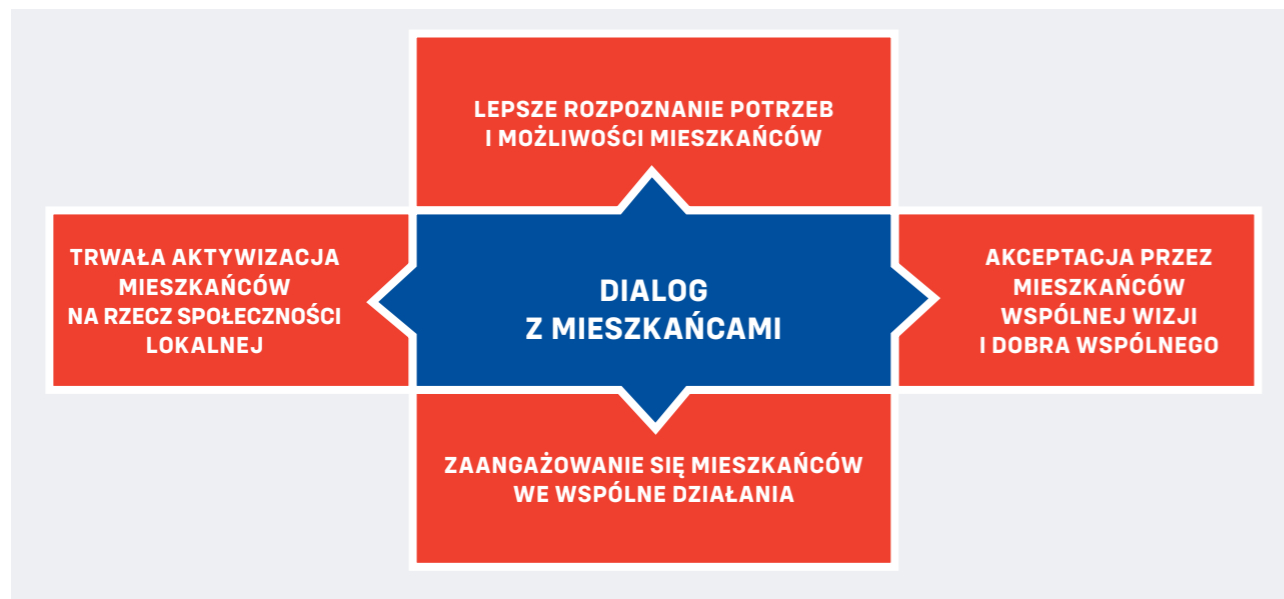 LEPSZE ROZPOZNANIE POTRZEB
I MOŻLIWOŚCI MIESZKAŃCÓW
TRWAŁA AKTYWIZACJA
MIESZKAŃCÓW
NA RZECZ SPOŁECZNOŚCI
LOKALNEJ
DIALOG
Z MIESZKAŃCAMI
AKCEPTACJA PRZEZ
MIESZKAŃCÓW
WSPÓLNEJ WIZJI
I DOBRA WSPÓLNEGO
ZAANGAŻOWANIE SIĘ MIESZKAŃCÓW
WE WSPÓLNE DZIAŁANIA